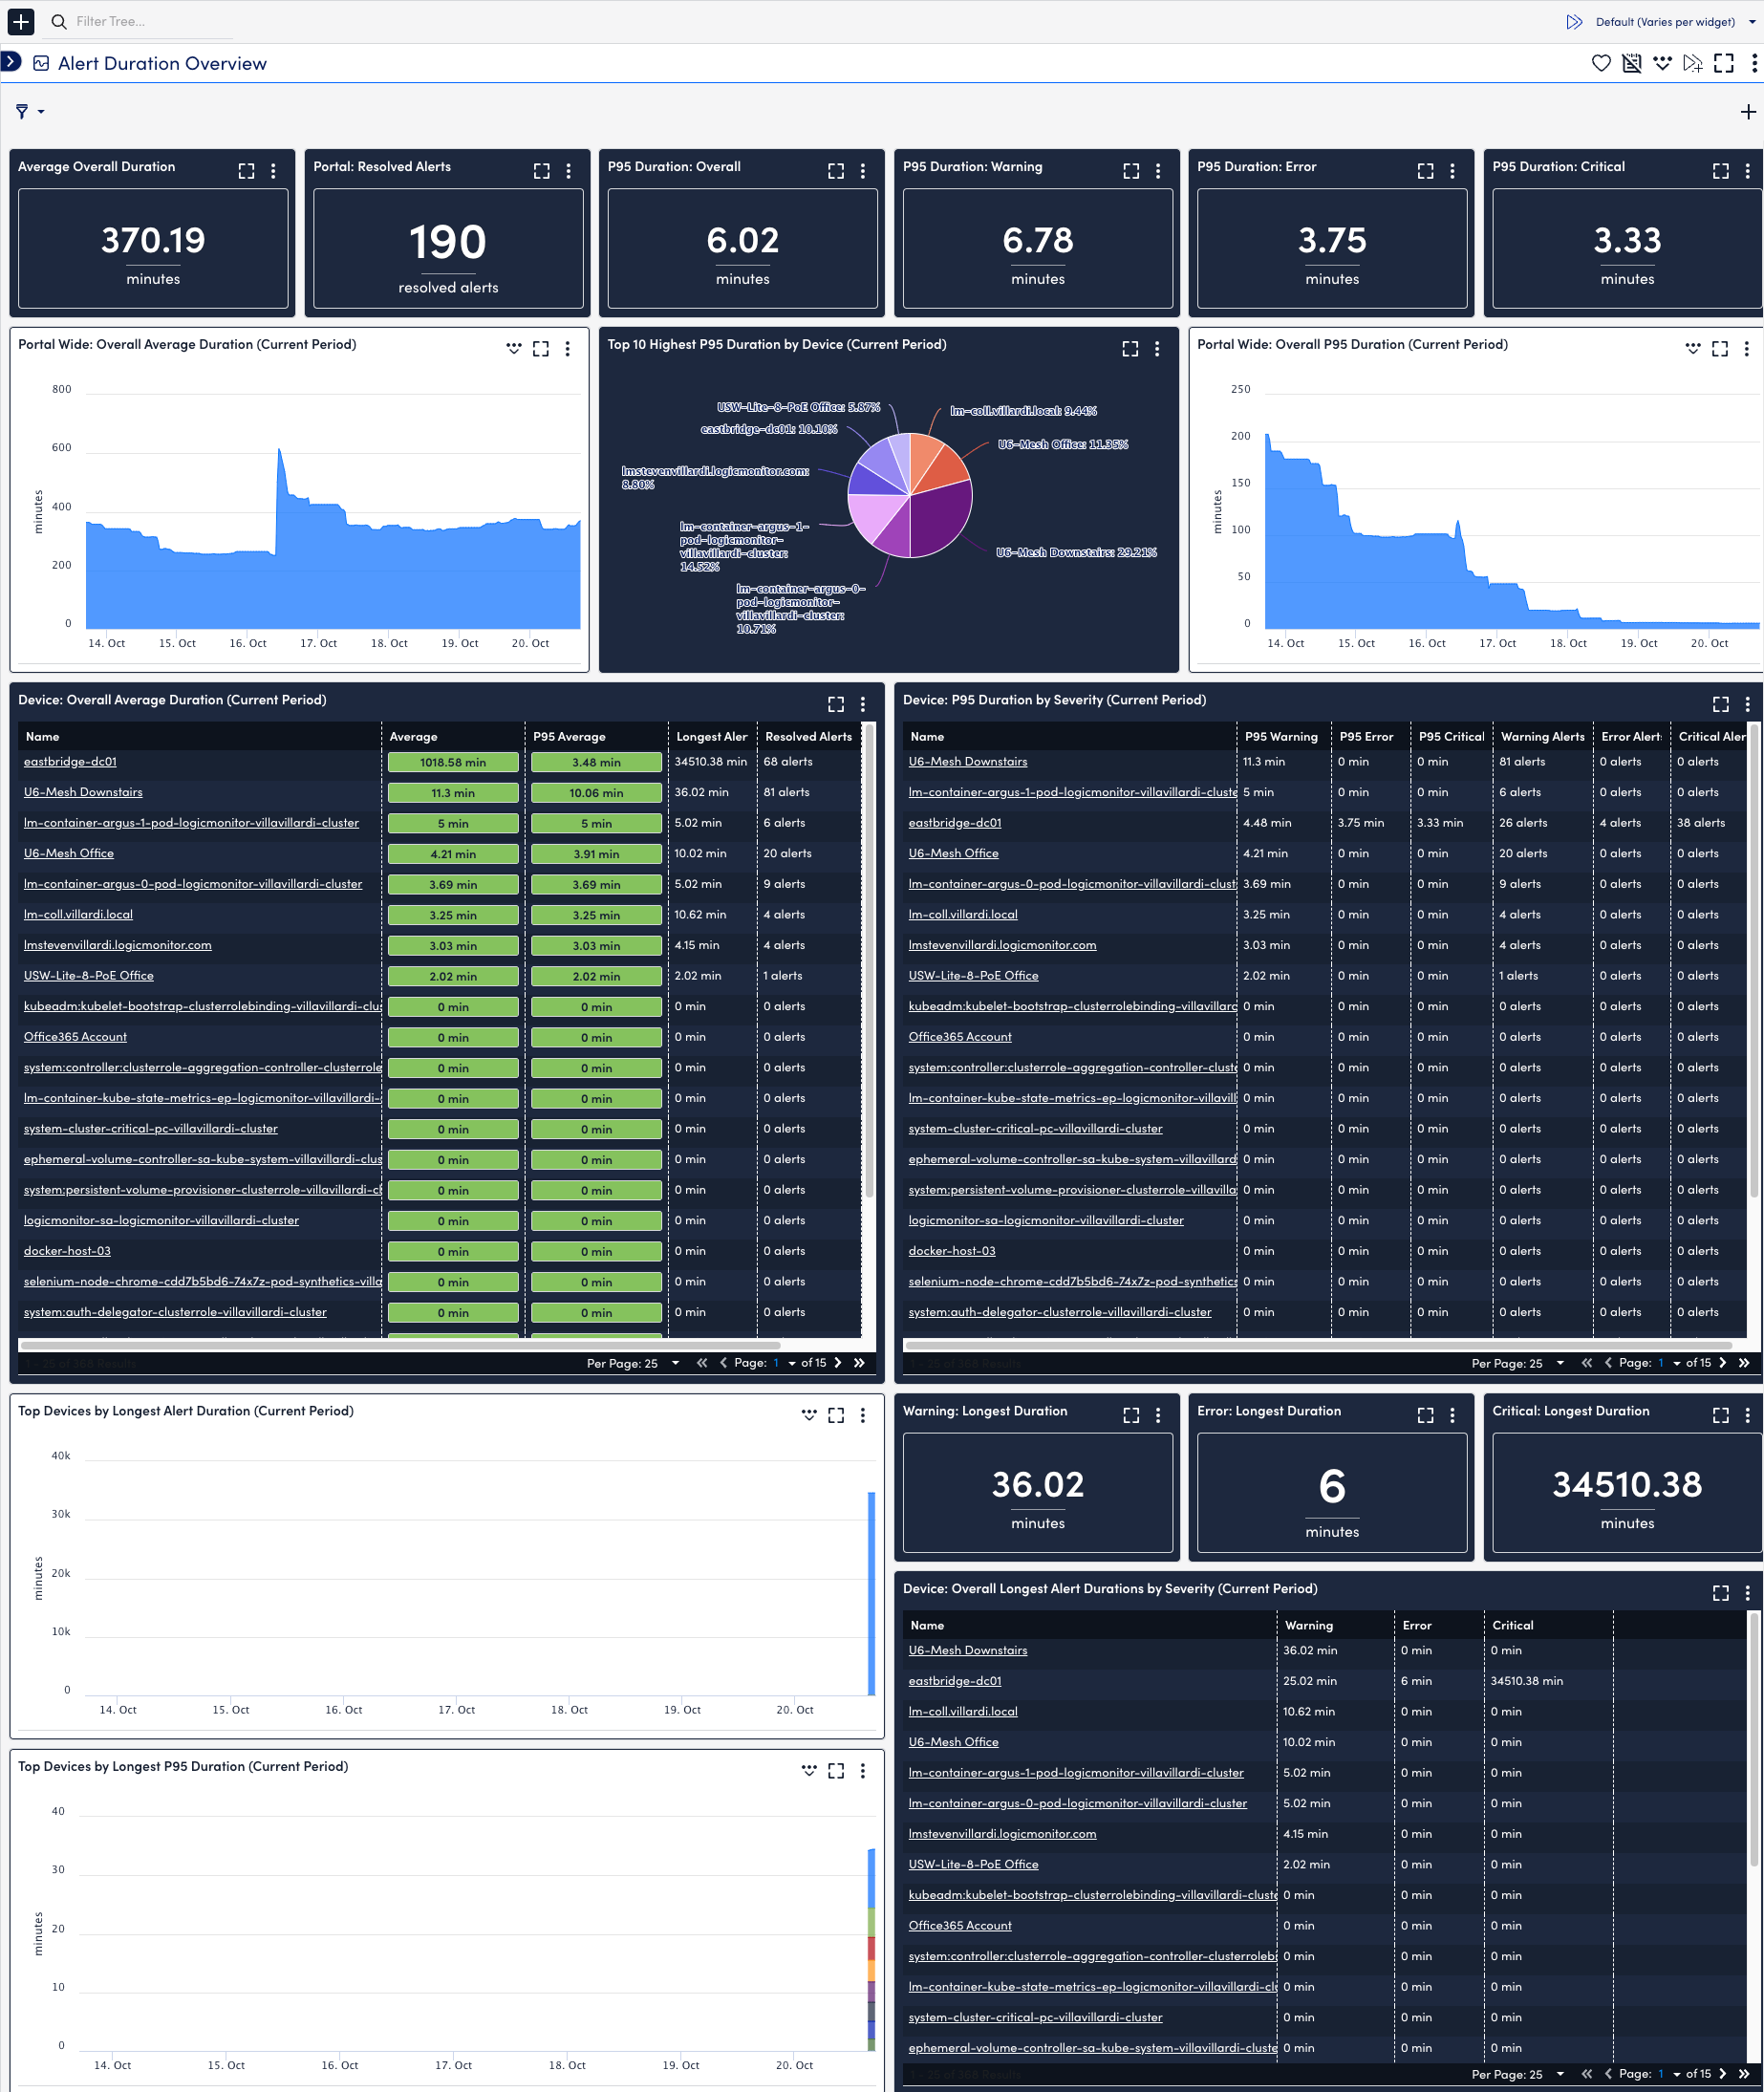 Filter Tree...
Default (Varies per widget)
Alert Duration Overview
Average Overall Duration
370.19
minutes
Portal: Resolved Alerts
190
resolved alerts
P95 Duration: Overall
6.02
minutes
P95 Duration: Warning
6.78
minutes
P95 Duration: Error
3.75
minutes
P95 Duration: Critical
3.33
minutes
Portal Wide: Overall Average Duration (Current Period)
800
600
400
200
0
minutes
14. Oct 15. Oct 16. Oct 17. Oct 18. Oct 19. Oct 20. Oct
Top 10 Highest P95 Duration by Device (Current Period)
USW-Lite-8-PoE Office: 5.87%
lm-coll.villardi.local: 9.44%
eastbridge-dc01: 10.10%
U6-Mesh Office: 11.35%
lmstevenvillardi.logicmonitor.com:
8.80%
lm-container-argus-1-
pod-logicmonitor-
villavillardi-cluster:
14.52%
U6-Mesh Downstairs: 29.21%
lm-container-argus-0-
pod-logicmonitor-
villavillardi-cluster:
10.71%
Portal Wide: Overall P95 Duration (Current Period)
250
200
150
100
50
0
minutes
14. Oct 15. Oct 16. Oct 17. Oct 18. Oct 19. Oct 20. Oct
Device: Overall Average Duration (Current Period)
Name Average P95 Average Longest Aler Resolved Alerts
eastbridge-dc01 1018.58 min 3.48 min 34510.38 min 68 alerts
U6-Mesh Downstairs 11.3 min 10.06 min 36.02 min 81 alerts
lm-container-argus-1-pod-logicmonitor-villavillardi-cluster 5 min 5 min 5.02 min 6 alerts
U6-Mesh Office 4.21 min 3.91 min 10.02 min 20 alerts
lm-container-argus-0-pod-logicmonitor-villavillardi-cluster 3.69 min 3.69 min 5.02 min 9 alerts
lm-coll.villardi.local 3.25 min 3.25 min 10.62 min 4 alerts
lmstevenvillardi.logicmonitor.com 3.03 min 3.03 min 4.15 min 4 alerts
USW-Lite-8-PoE Office 2.02 min 2.02 min 2.02 min 1 alerts
kubeadm:kubelet-bootstrap-clusterrolebinding-villavillardi-clus 0 min 0 min 0 min 0 alerts
Office365 Account 0 min 0 min 0 min 0 alerts
system:controller:clusterrole-aggregation-controller-clusterrole 0 min 0 min 0 min 0 alerts
lm-container-kube-state-metrics-ep-logicmonitor-villavillardi- 0 min 0 min 0 min 0 alerts
system-cluster-critical-pc-villavillardi-cluster 0 min 0 min 0 min 0 alerts
ephemeral-volume-controller-sa-kube-system-villavillardi-clus 0 min 0 min 0 min 0 alerts
system:persistent-volume-provisioner-clusterrole-villavillardi-cl 0 min 0 min 0 min 0 alerts
logicmonitor-sa-logicmonitor-villavillardi-cluster 0 min 0 min 0 min 0 alerts
docker-host-03 0 min 0 min 0 min 0 alerts
selenium-node-chrome-cdd7b5bd6-74x7z-pod-synthetics-villa 0 min 0 min 0 min 0 alerts
system:auth-delegator-clusterrole-villavillardi-cluster 0 min 0 min 0 min 0 alerts
1 - 25 of 368 Results Per Page: 25 Page: 1 of 15
Device: P95 Duration by Severity (Current Period)
Name P95 Warning P95 Error P95 Critical Warning Alerts Error Alert Critical Aler
U6-Mesh Downstairs 11.3 min 0 min 0 min 81 alerts 0 alerts 0 alerts
lm-container-argus-1-pod-logicmonitor-villavillardi-cluste 5 min 0 min 0 min 6 alerts 0 alerts 0 alerts
eastbridge-dc01 4.48 min 3.75 min 3.33 min 26 alerts 4 alerts 38 alerts
U6-Mesh Office 4.21 min 0 min 0 min 20 alerts 0 alerts 0 alerts
lm-container-argus-0-pod-logicmonitor-villavillardi-clust 3.69 min 0 min 0 min 9 alerts 0 alerts 0 alerts
lm-coll.villardi.local 3.25 min 0 min 0 min 4 alerts 0 alerts 0 alerts
lmstevenvillardi.logicmonitor.com 3.03 min 0 min 0 min 4 alerts 0 alerts 0 alerts
USW-Lite-8-PoE Office 2.02 min 0 min 0 min 1 alerts 0 alerts 0 alerts
kubeadm:kubelet-bootstrap-clusterrolebinding-villavillard 0 min 0 min 0 min 0 alerts 0 alerts 0 alerts
Office365 Account 0 min 0 min 0 min 0 alerts 0 alerts 0 alerts
system:controller:clusterrole-aggregation-controller-clust 0 min 0 min 0 min 0 alerts 0 alerts 0 alerts
lm-container-kube-state-metrics-ep-logicmonitor-villavill 0 min 0 min 0 min 0 alerts 0 alerts 0 alerts
system-cluster-critical-pc-villavillardi-cluster 0 min 0 min 0 min 0 alerts 0 alerts 0 alerts
ephemeral-volume-controller-sa-kube-system-villavillard 0 min 0 min 0 min 0 alerts 0 alerts 0 alerts
system:persistent-volume-provisioner-clusterrole-villavilla 0 min 0 min 0 min 0 alerts 0 alerts 0 alerts
logicmonitor-sa-logicmonitor-villavillardi-cluster 0 min 0 min 0 min 0 alerts 0 alerts 0 alerts
docker-host-03 0 min 0 min 0 min 0 alerts 0 alerts 0 alerts
selenium-node-chrome-cdd7b5bd6-74x7z-pod-synthetics 0 min 0 min 0 min 0 alerts 0 alerts 0 alerts
system:auth-delegator-clusterrole-villavillardi-cluster 0 min 0 min 0 min 0 alerts 0 alerts 0 alerts
1 - 25 of 368 Results Per Page: 25 Page: 1 of 15
Top Devices by Longest Alert Duration (Current Period)
40k
30k
20k
10k
0
minutes
14. Oct 15. Oct 16. Oct 17. Oct 18. Oct 19. Oct 20. Oct
Warning: Longest Duration
36.02
minutes
Error: Longest Duration
6
minutes
Critical: Longest Duration
34510.38
minutes
Top Devices by Longest P95 Duration (Current Period)
40
30
20
10
0
minutes
14. Oct 15. Oct 16. Oct 17. Oct 18. Oct 19. Oct 20. Oct
Device: Overall Longest Alert Durations by Severity (Current Period)
Name Warning Error Critical
U6-Mesh Downstairs 36.02 min 0 min 0 min
eastbridge-dc01 25.02 min 6 min 34510.38 min
lm-coll.villardi.local 10.62 min 0 min 0 min
U6-Mesh Office 10.02 min 0 min 0 min
lm-container-argus-1-pod-logicmonitor-villavillardi-cluster 5.02 min 0 min 0 min
lm-container-argus-0-pod-logicmonitor-villavillardi-cluster 5.02 min 0 min 0 min
lmstevenvillardi.logicmonitor.com 4.15 min 0 min 0 min
USW-Lite-8-PoE Office 2.02 min 0 min 0 min
kubeadm:kubelet-bootstrap-clusterrolebinding-villavillardi-cluste 0 min 0 min 0 min
Office365 Account 0 min 0 min 0 min
system:controller:clusterrole-aggregation-controller-clusterrolebi 0 min 0 min 0 min
lm-container-kube-state-metrics-ep-logicmonitor-villavillardi-cl 0 min 0 min 0 min
system-cluster-critical-pc-villavillardi-cluster 0 min 0 min 0 min
ephemeral-volume-controller-sa-kube-system-villavillardi-cluste 0 min 0 min 0 min
1 - 25 of 368 Results Per Page: 25 Page: 1 of 15